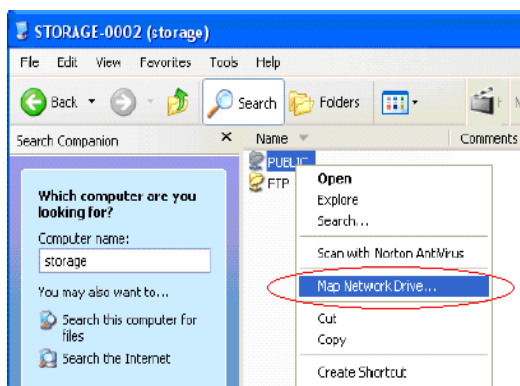 STORAGE-0002 (storage)
File Edit View Favorites Tools Help
Back Search Folders
Search Companion × Name Comments
PUBLIC
FTP
Which computer are you
looking for?
Computer name:
storage
You may also want to...
Search this computer for
files
Search the Internet
Open
Explore
Search...
Scan with Norton AntiVirus
Map Network Drive...
Cut
Copy
Create Shortcut